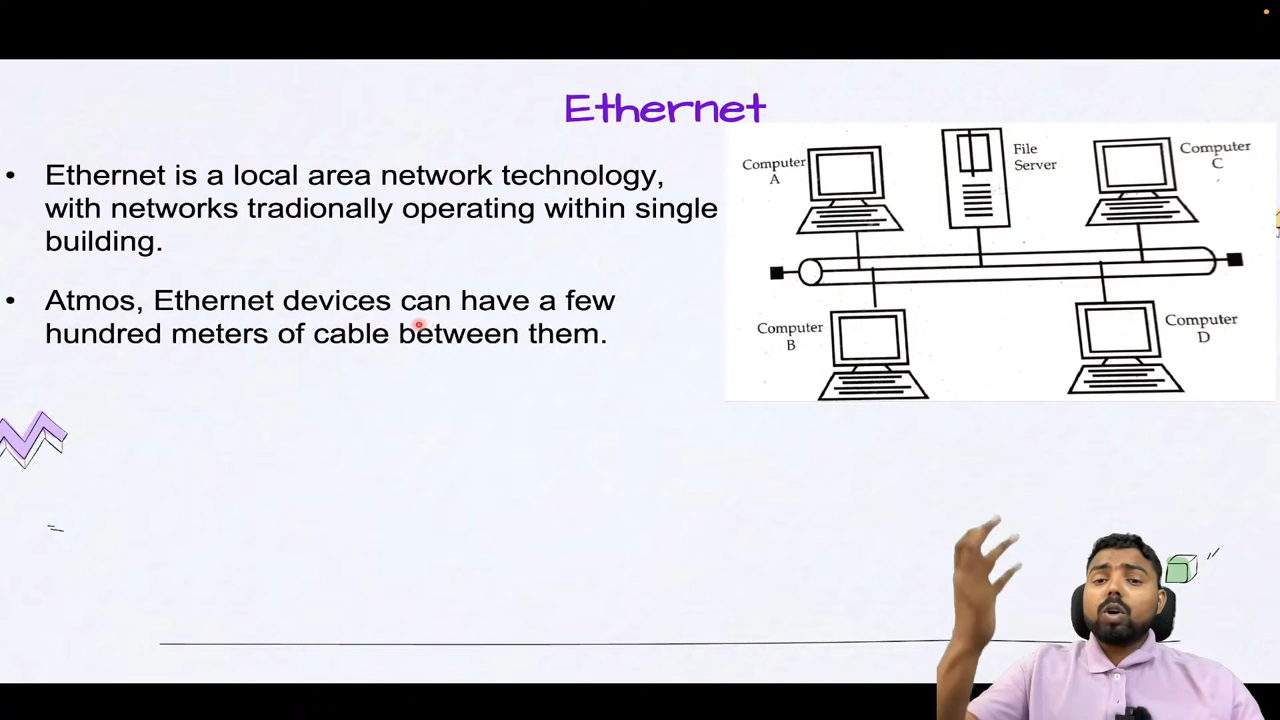 Ethernet
• Ethernet is a local area network technology,
with networks tradionally operating within single
building.
• Atmos, Ethernet devices can have a few
hundred meters of cable between them.
Computer
A
File
Server
Computer
C
Computer
B
Computer
D